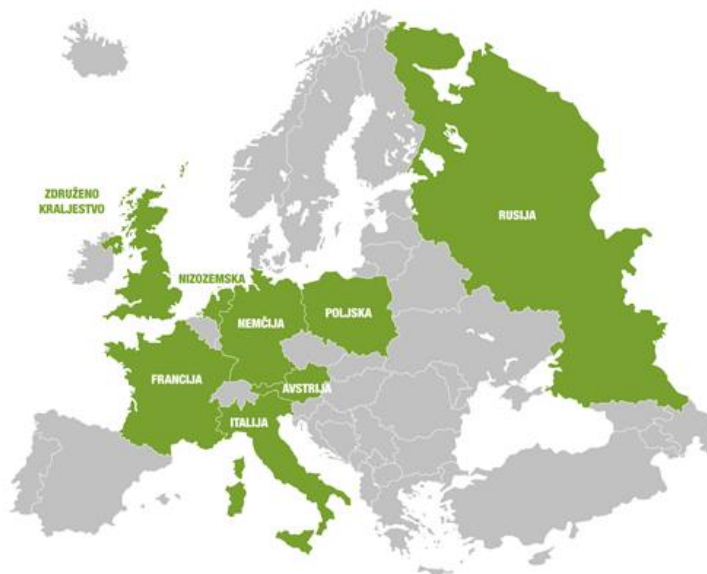 ZDRUŽENO
KRALJESTVO
RUSIJA
NIZOZEMSKA
NEMČIJA
POLJSKA
FRANCIJA
AVSTRIJA
ITALIJA